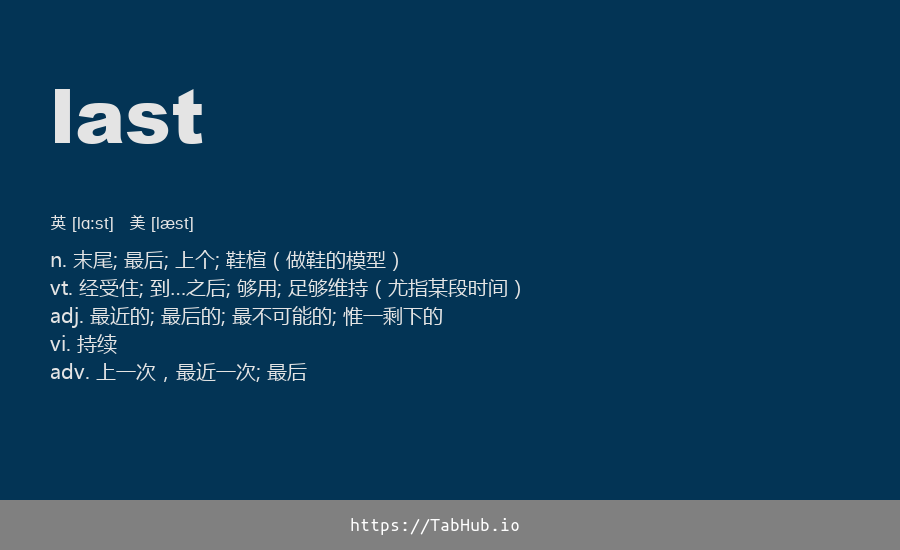 last
英 [lɑːst] 美 [læst]
n. 末尾; 最后; 上个; 鞋楦（做鞋的模型）
vt. 经受住; 到…之后; 够用; 足够维持（尤指某段时间）
adj. 最近的; 最后的; 最不可能的; 惟一剩下的
vi. 持续
adv. 上一次，最近一次; 最后
https://TabHub.io